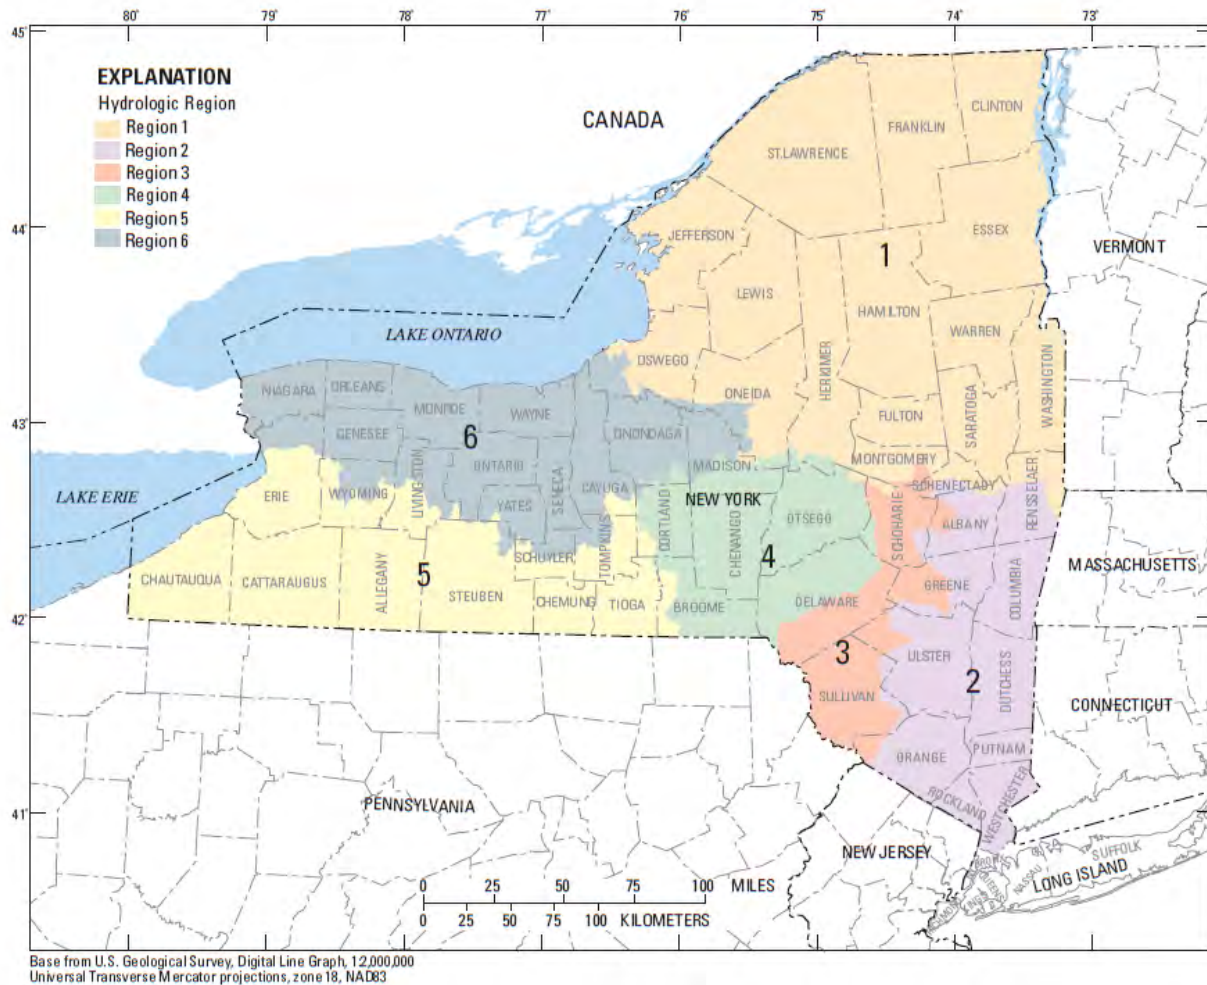 80°
79°
78°
77°
76°
75°
74°
73°
45°
44°
43°
42°
41°
EXPLANATION
Hydrologic Region
Region 1
Region 2
Region 3
Region 4
Region 5
Region 6
CANADA
CLINTON
FRANKLIN
ST.LAWRENCE
JEFFERSON
ESSEX
1
VERMONT
LEWIS
HAMILTON
LAKE ONTARIO
WARREN
OSWEGO
HERKIMER
WASHINGTON
NIAGARA
ORLEANS
ONEIDA
MONROE
WAYNE
FULTON
SARATOGA
GENESEE
6
ONONDAGA
MONTGOMERY
ONTARIO
MADISON
LAKE ERIE
ERIE
WYOMING
LIVINGSTON
SENECA
CAYUGA
NEW YORK
SCHENECTADY
RENSSELAER
YATES
CORTLAND
CHENANGO
OTSEGO
SCHOHARIE
ALBANY
SCHUYLER
TOMPKINS
4
MASSACHUSETTS
CHAUTAUQUA
CATTARAUGUS
ALLEGANY
5
STEUBEN
CHEMUNG
TIOGA
BROOME
DELAWARE
GREENE
COLUMBIA
3
ULSTER
2
DUTCHESS
SULLIVAN
CONNECTICUT
ORANGE
PUTNAM
PENNSYLVANIA
ROCKLAND
WESTCHESTER
NEW JERSEY
SUFFOLK
NASSAU
LONG ISLAND
0 25 50 75 100 MILES
0 25 50 75 100 KILOMETERS
Base from U.S. Geological Survey, Digital Line Graph, 1:2,000,000
Universal Transverse Mercator projections, zone 18, NAD83